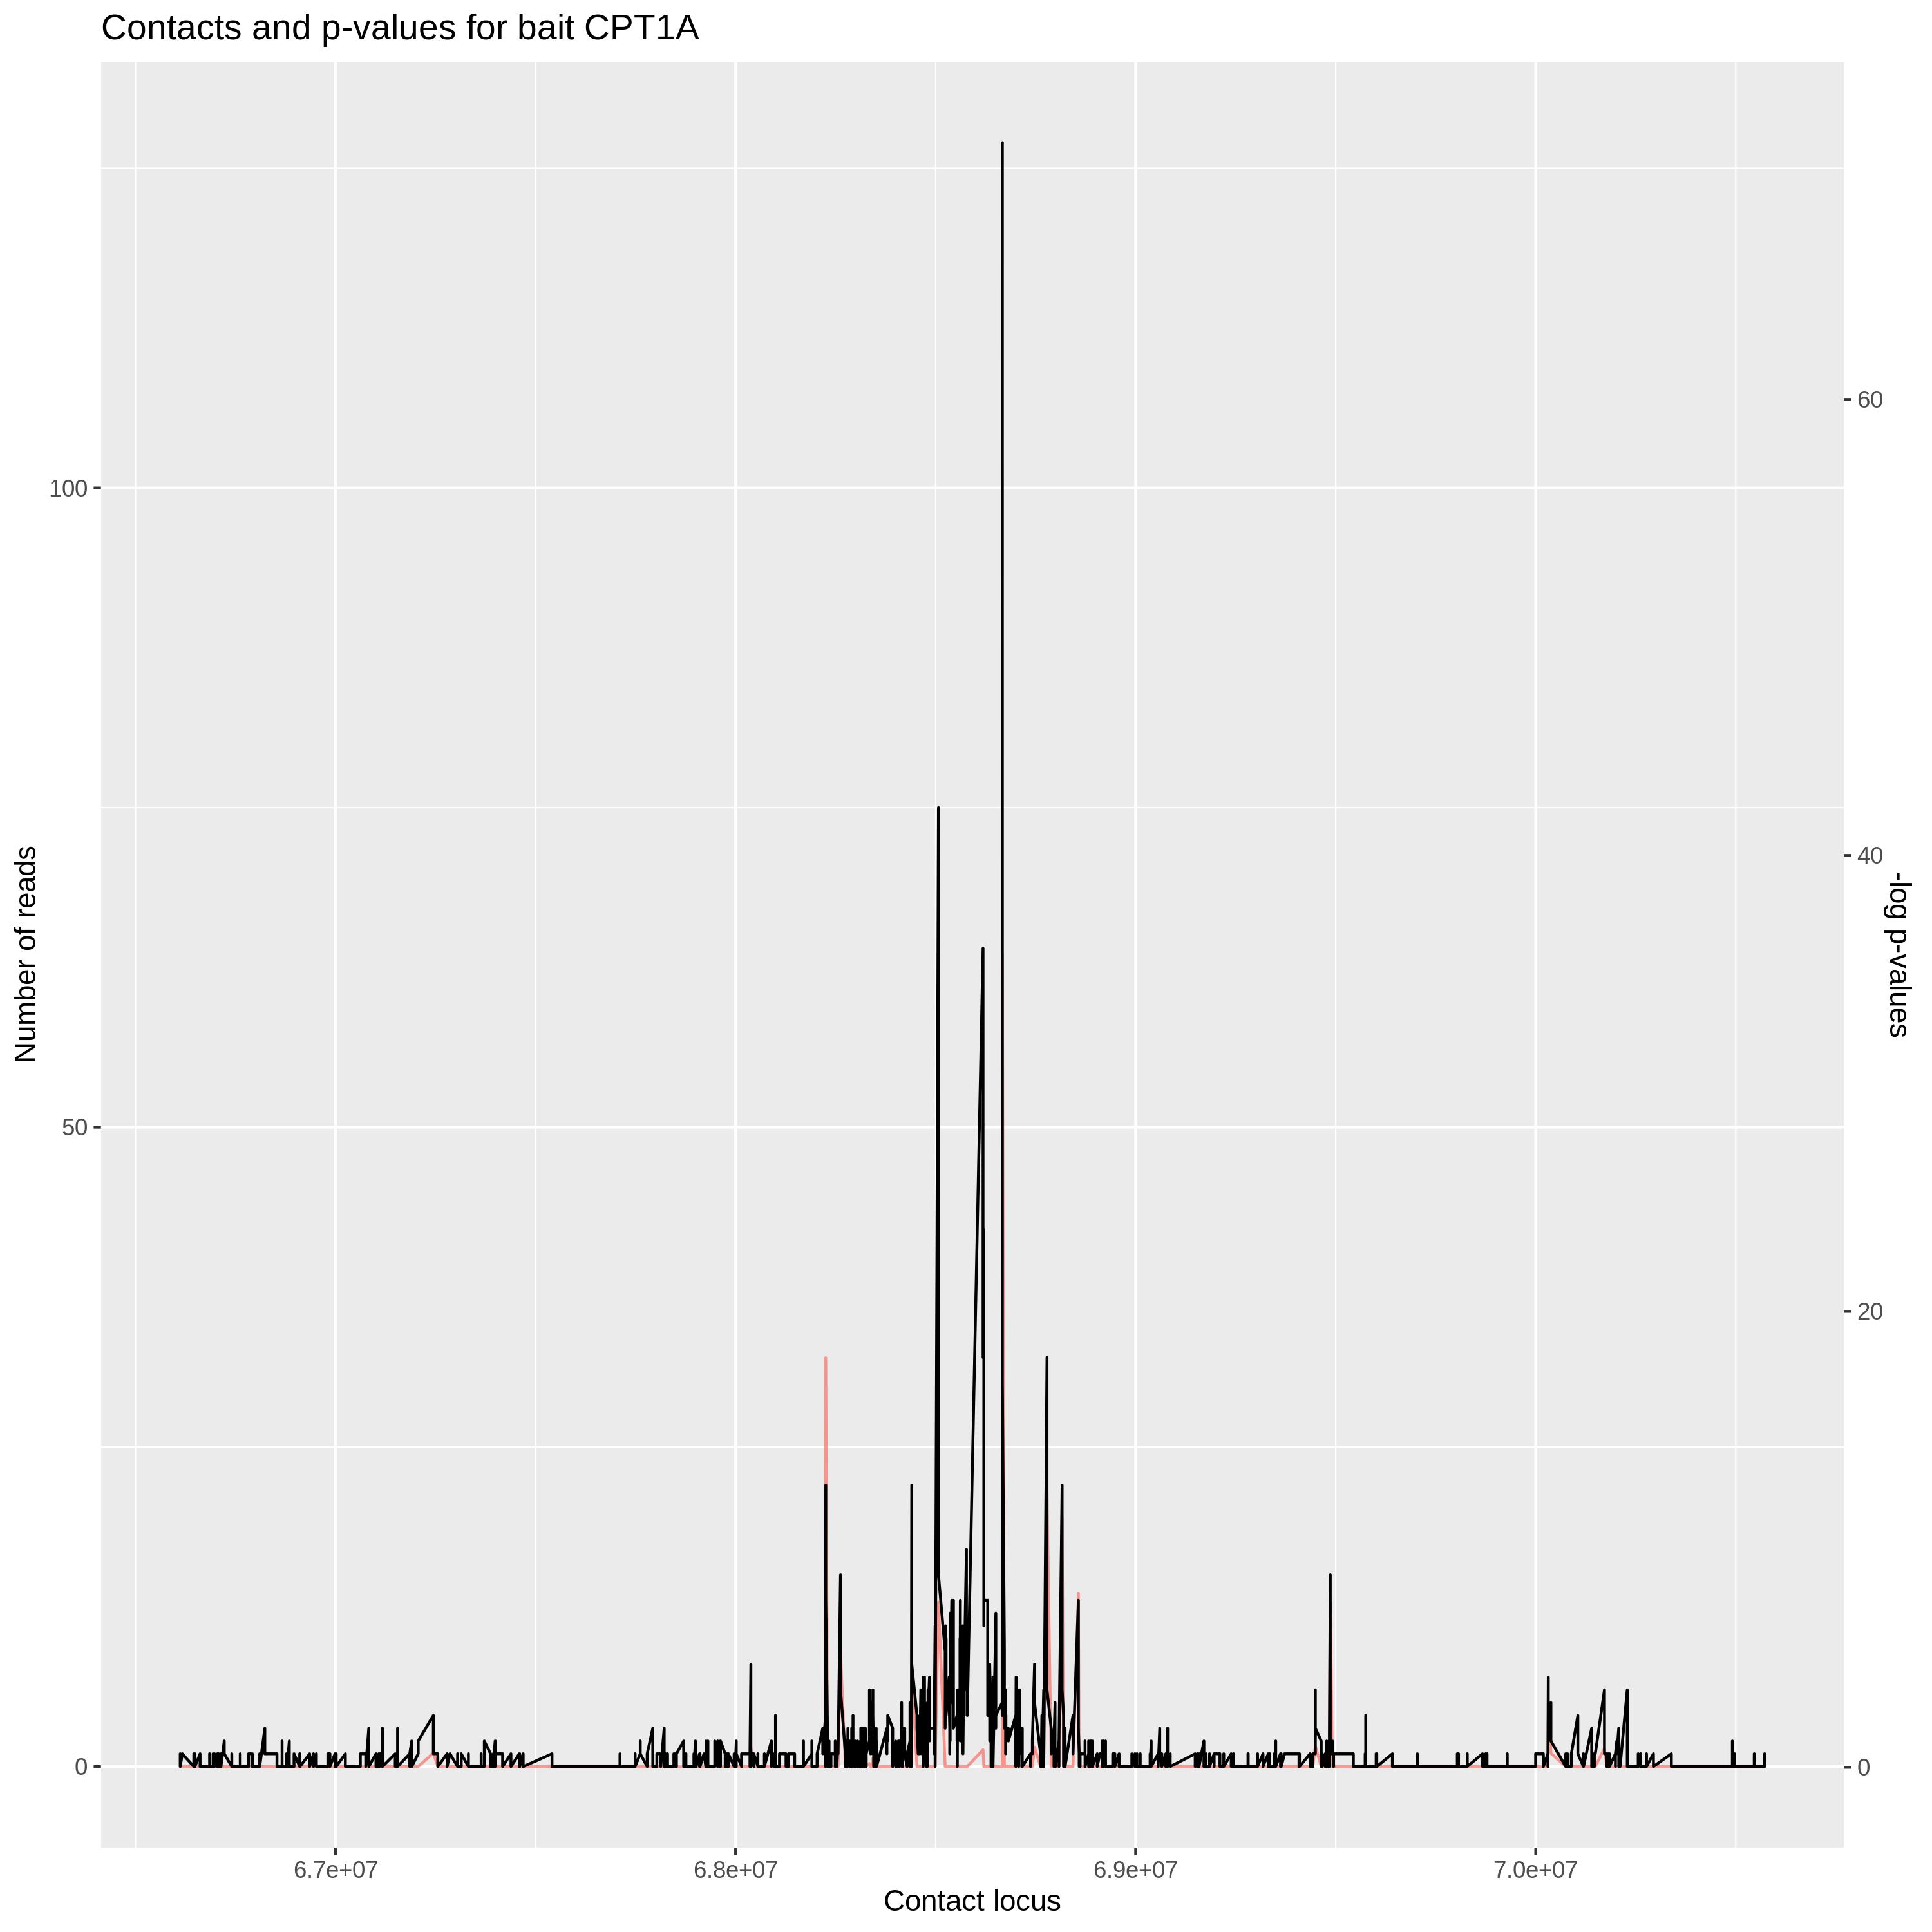 Contacts and p-values for bait CPT1A
Number of reads
100
50
0
60
40
20
0
-log p-values
6.7e+07
6.8e+07
6.9e+07
7.0e+07
Contact locus